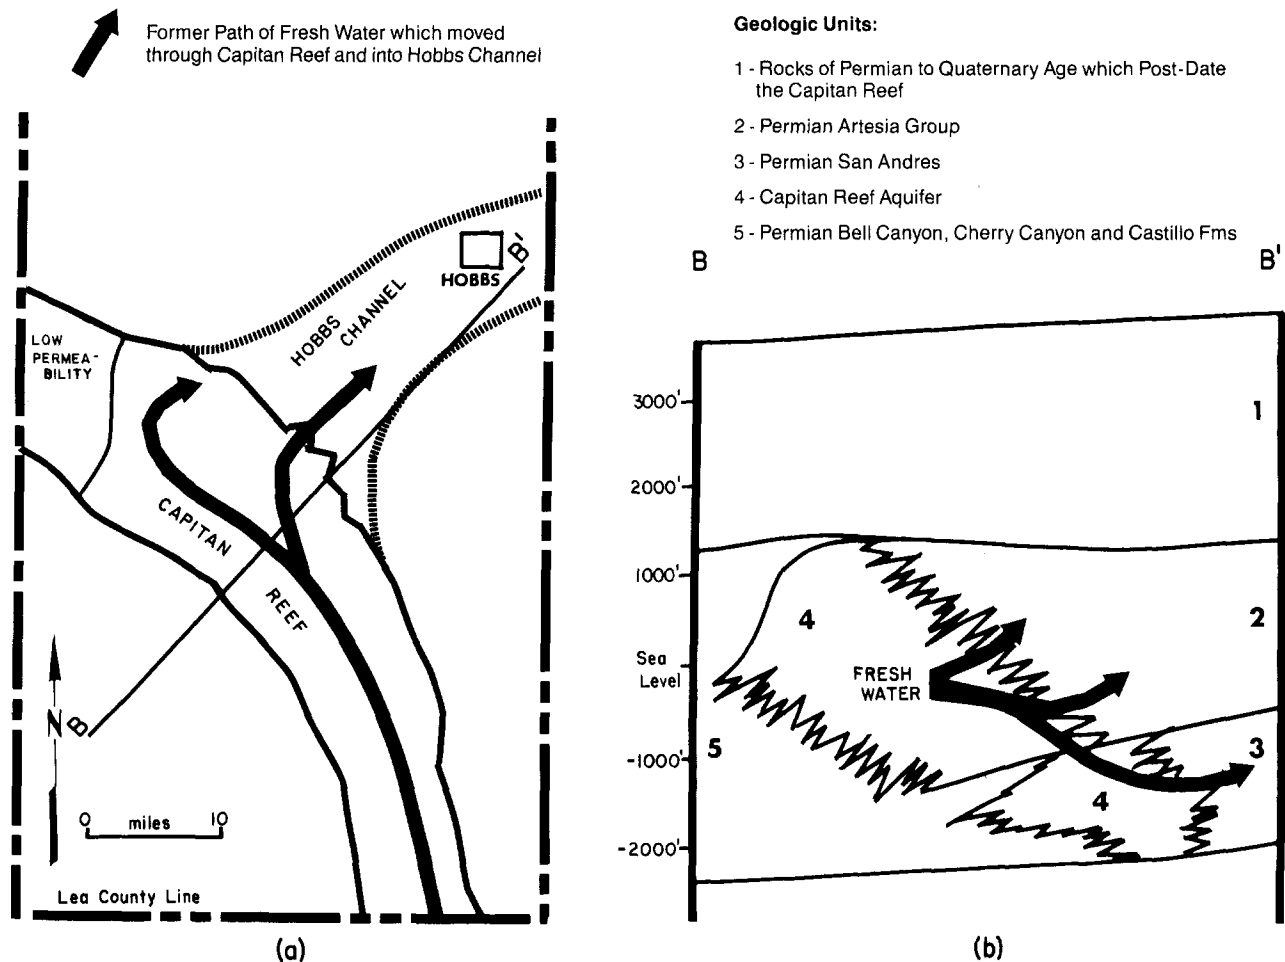 Former Path of Fresh Water which moved
through Capitan Reef and into Hobbs Channel
Geologic Units:
1 - Rocks of Permian to Quaternary Age which Post-Date
the Capitan Reef
2 - Permian Artesia Group
3 - Permian San Andres
4 - Capitan Reef Aquifer
5 - Permian Bell Canyon, Cherry Canyon and Castillo Fms
HOBBS
B'
HOBBS
CHANNEL
LOW
PERMEA-
BILITY
CAPITAN
REEF
N
B
0 miles 10
Lea County Line
(a)
B B'
3000'
1
2000'
1000'
4
2
Sea
Level
FRESH
WATER
5
3
-1000'
4
-2000'
(b)